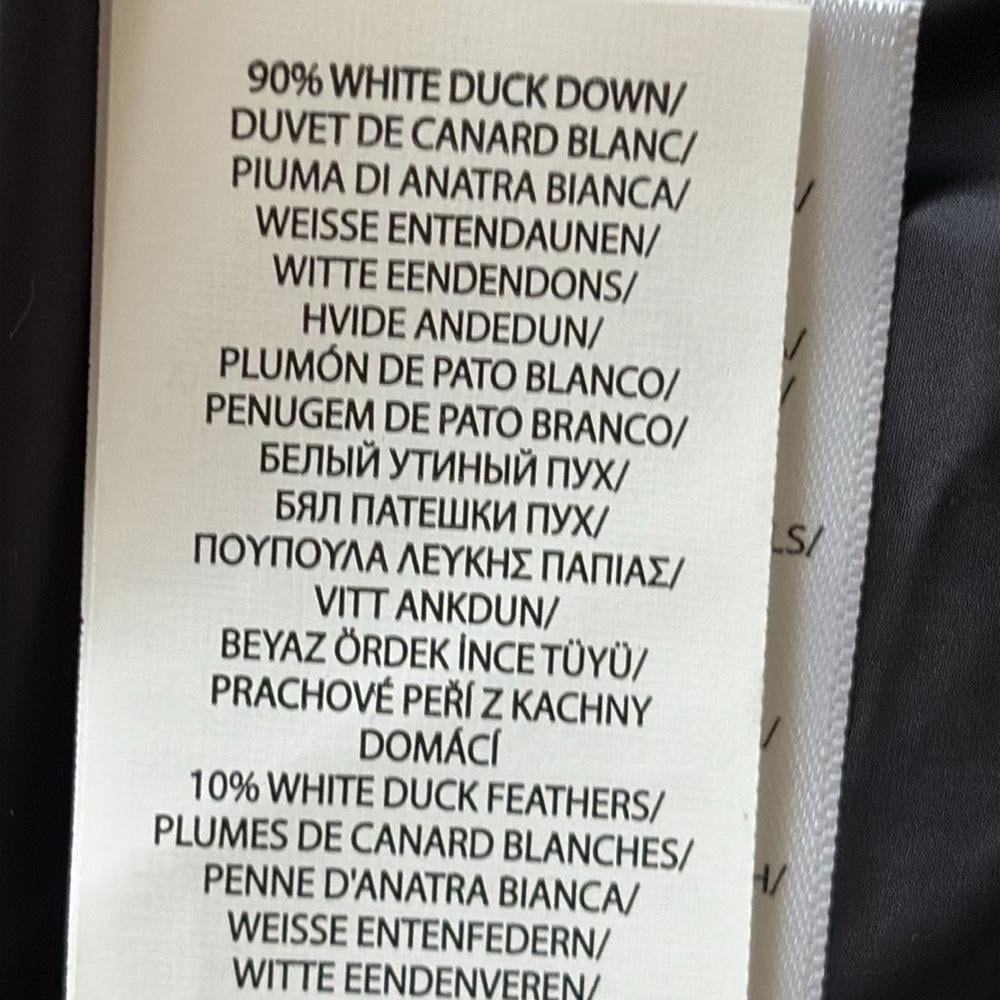 90% WHITE DUCK DOWN/
DUVET DE CANARD BLANC/
PIUMA DI ANATRA BIANCA/
WEISSE ENTENDAUNEN/
WITTE EENDENDONS/
HVIDE ANDEDUN/
PLUMÓN DE PATO BLANCO/
PENUGEM DE PATO BRANCO/
БЕЛЫЙ УТИНЫЙ ПУХ/
БЯЛ ПАТЕШКИ ПУХ/
ΠΟΥΠΟΥΛΑ ΛΕΥΚΗΣ ΠΑΠΙΑΣ/
VITT ANKDUN/
BEYAZ ÖRDEK İNCE TÜYÜ/
PRACHOVÉ PEŘÍ Z KACHNY
DOMÁCÍ
10% WHITE DUCK FEATHERS/
PLUMES DE CANARD BLANCHES/
PENNE D'ANATRA BIANCA/
WEISSE ENTENFEDERN/
WITTE EENDENVEREN/